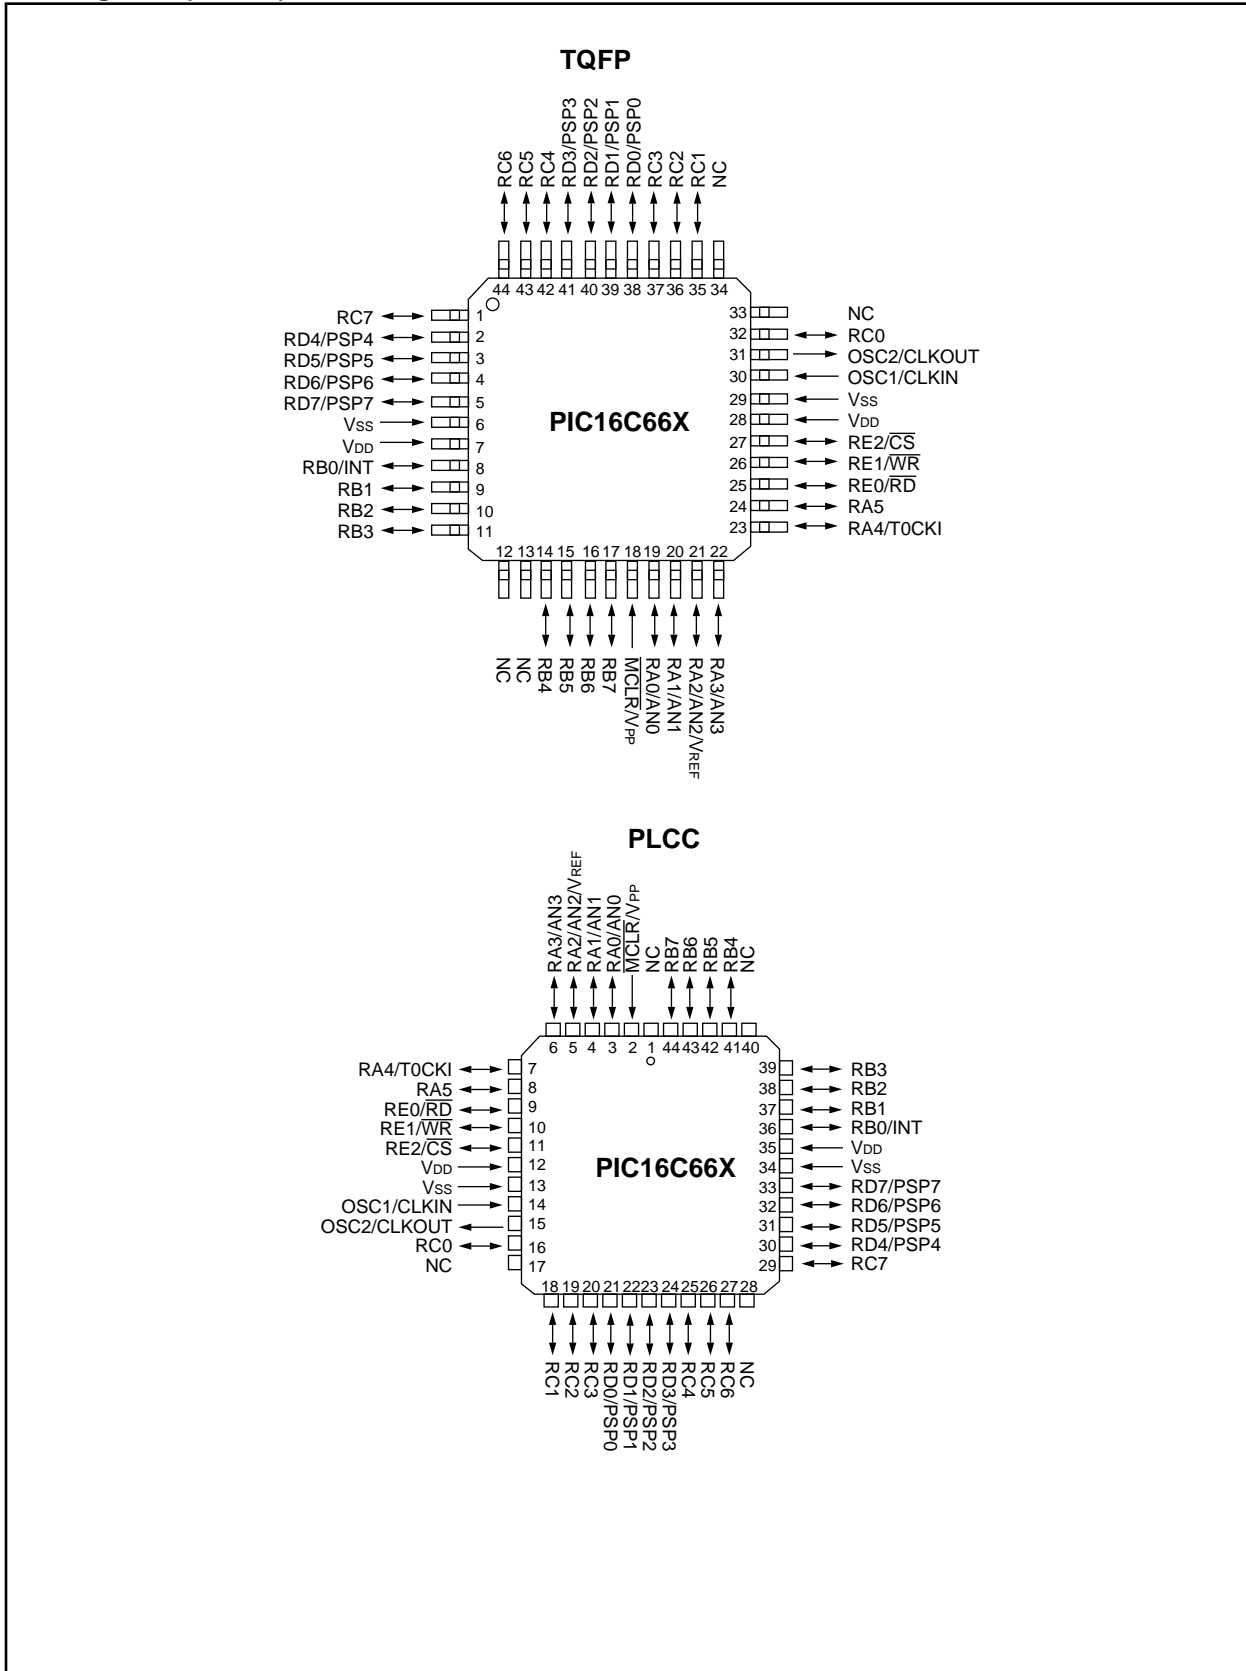 TQFP
RC6
RC5
RC4
RD3/PSP3
RD2/PSP2
RD1/PSP1
RD0/PSP0
RC3
RC2
RC1
NC
44 43 42 41 40 39 38 37 36 35 34
RC7 1
RD4/PSP4 2
RD5/PSP5 3
RD6/PSP6 4
RD7/PSP7 5
VSS 6
VDD 7
RB0/INT 8
RB1 9
RB2 10
RB3 11
PIC16C66X
33 NC
32 RC0
31 OSC2/CLKOUT
30 OSC1/CLKIN
29 VSS
28 VDD
27 RE2/C̅S̅
26 RE1/W̅R̅
25 RE0/R̅D̅
24 RA5
23 RA4/T0CKI
12 13 14 15 16 17 18 19 20 21 22
NC
NC
RB4
RB5
RB6
RB7
M̅C̅L̅R̅/VPP
RA0/AN0
RA1/AN1
RA2/AN2/VREF
RA3/AN3
PLCC
RA3/AN3
RA2/AN2/VREF
RA1/AN1
RA0/AN0
M̅C̅L̅R̅/VPP
NC
RB7
RB6
RB5
RB4
NC
6 5 4 3 2 1 44 43 42 41 40
RA4/T0CKI 7
RA5 8
RE0/R̅D̅ 9
RE1/W̅R̅ 10
RE2/C̅S̅ 11
VDD 12
VSS 13
OSC1/CLKIN 14
OSC2/CLKOUT 15
RC0 16
NC 17
PIC16C66X
39 RB3
38 RB2
37 RB1
36 RB0/INT
35 VDD
34 VSS
33 RD7/PSP7
32 RD6/PSP6
31 RD5/PSP5
30 RD4/PSP4
29 RC7
18 19 20 21 22 23 24 25 26 27 28
RC1
RC2
RC3
RD0/PSP0
RD1/PSP1
RD2/PSP2
RD3/PSP3
RC4
RC5
RC6
NC